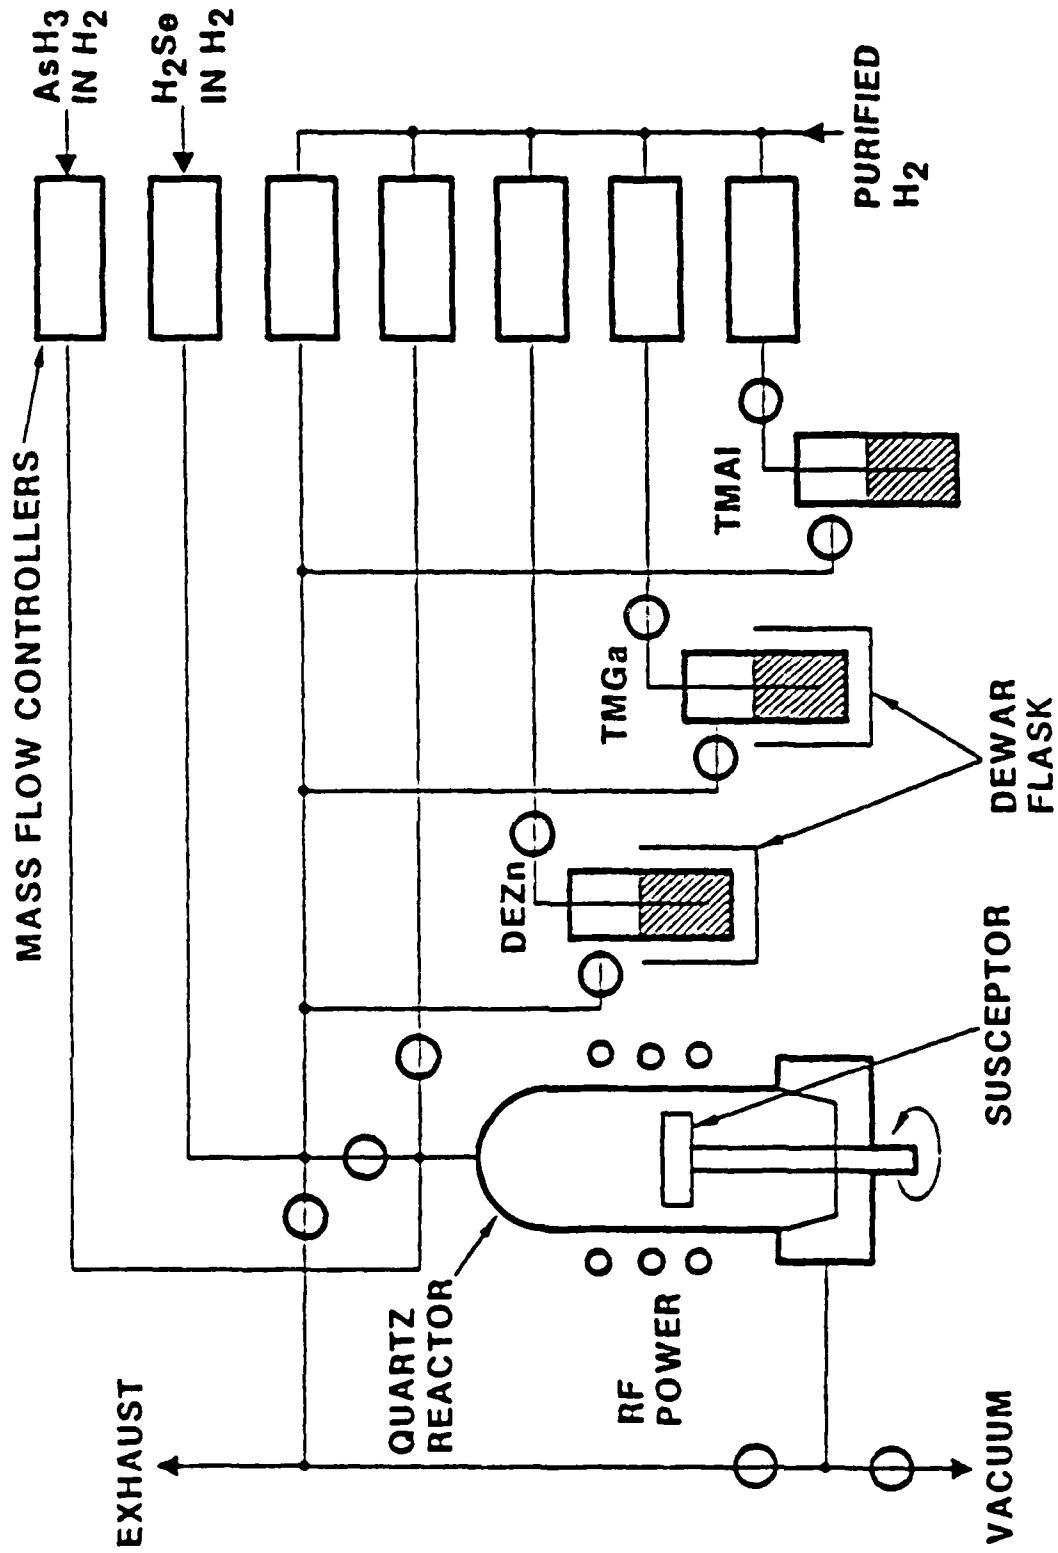 MASS FLOW CONTROLLERS
AsH3
IN H2
H2Se
IN H2
EXHAUST
QUARTZ
REACTOR
DEZn
TMGa
TMAl
RF
POWER
PURIFIED
H2
VACUUM
SUSCEPTOR
DEWAR
FLASK